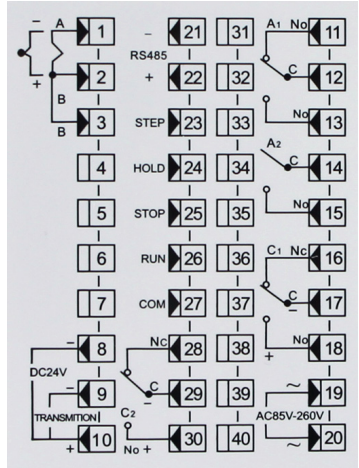 − A 1 − 21 31 A1 No 11
RS485
+ B 2 + 22 32 C 12
B 3 STEP 23 33 No 13
4 HOLD 24 34 A2 C 14
5 STOP 25 35 No 15
6 RUN 26 36 C1 Nc 16
7 COM 27 37 C − 17
− 8 Nc 28 38 + No 18
DC24V
− 9 C − 29 39 ~ 19
TRANSMITION C2 AC85V-260V
+ 10 No + 30 40 ~ 20